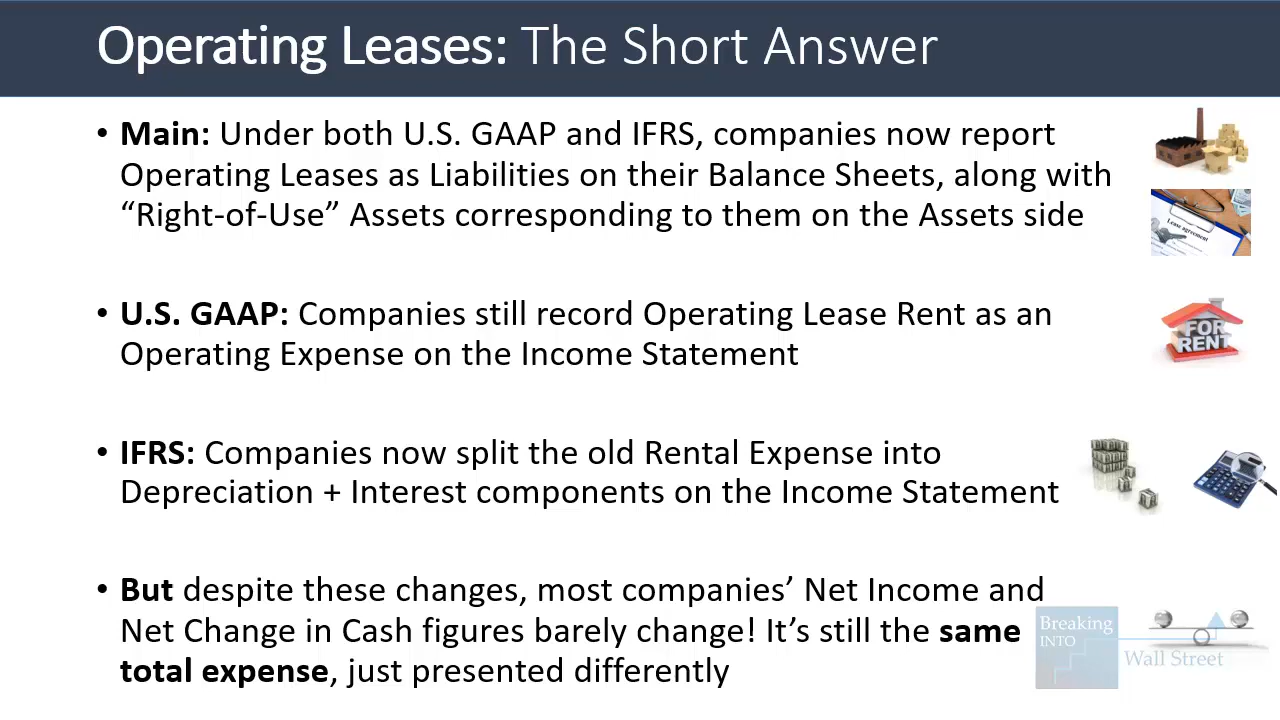 Operating Leases: The Short Answer
• Main: Under both U.S. GAAP and IFRS, companies now report
Operating Leases as Liabilities on their Balance Sheets, along with
“Right-of-Use” Assets corresponding to them on the Assets side
Lease agreement
• U.S. GAAP: Companies still record Operating Lease Rent as an
Operating Expense on the Income Statement
FOR
RENT
• IFRS: Companies now split the old Rental Expense into
Depreciation + Interest components on the Income Statement
• But despite these changes, most companies’ Net Income and
Net Change in Cash figures barely change! It’s still the same
total expense, just presented differently
Breaking
INTO
Wall Street